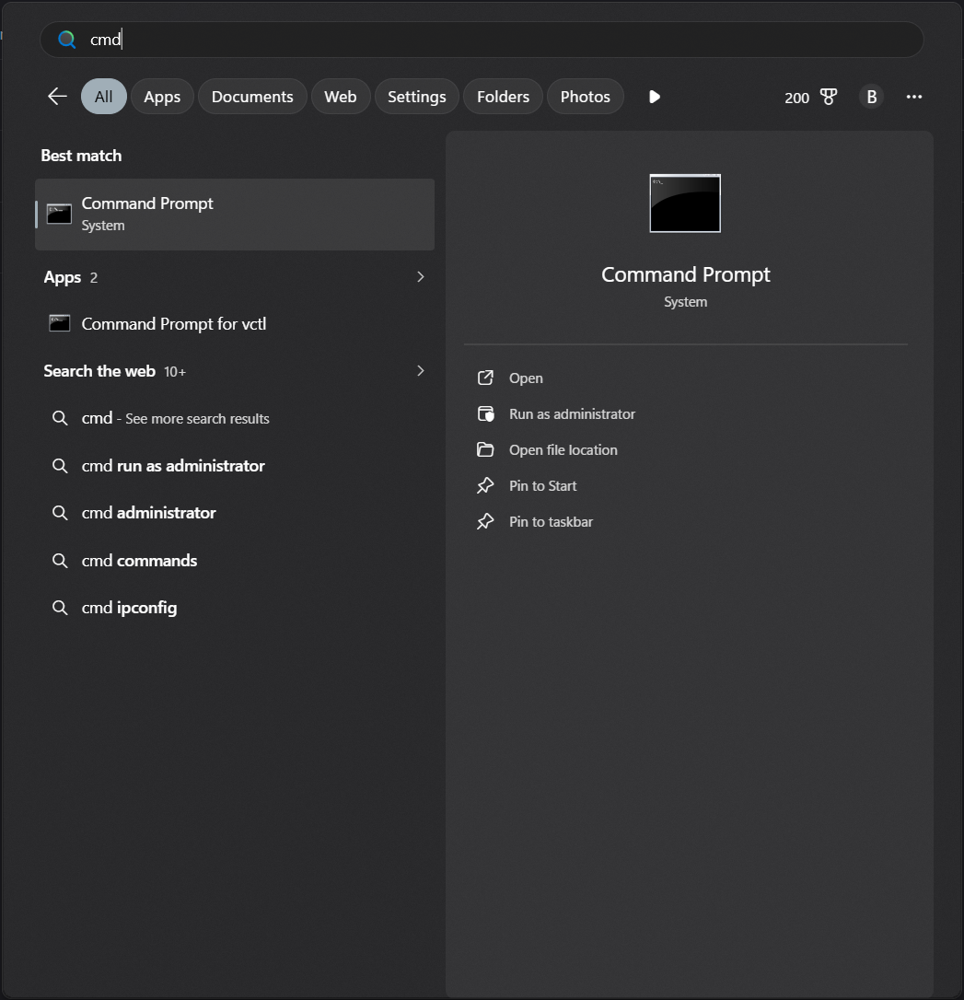 cmd
All
Apps
Documents
Web
Settings
Folders
Photos
200
B
Best match
Command Prompt
System
Apps 2
Command Prompt for vctl
Search the web 10+
cmd - See more search results
cmd run as administrator
cmd administrator
cmd commands
cmd ipconfig
Command Prompt
System
Open
Run as administrator
Open file location
Pin to Start
Pin to taskbar